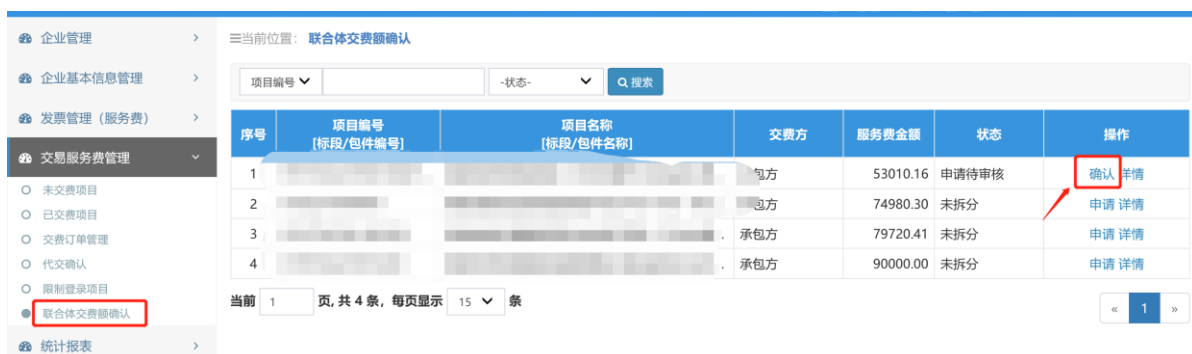 企业管理
企业基本信息管理
发票管理（服务费）
交易服务费管理
未交费项目
已交费项目
交费订单管理
代交确认
限制登录项目
联合体交费额确认
统计报表
当前位置： 联合体交费额确认
项目编号 -状态- 搜索
序号 项目编号 [标段/包件编号] 项目名称 [标段/包件名称] 交费方 服务费金额 状态 操作
1 包方 53010.16 申请待审核 确认 详情
2 包方 74980.30 未拆分 申请 详情
3 . 承包方 79720.41 未拆分 申请 详情
4 . 承包方 90000.00 未拆分 申请 详情
当前 1 页, 共 4 条, 每页显示 15 条
« 1 »